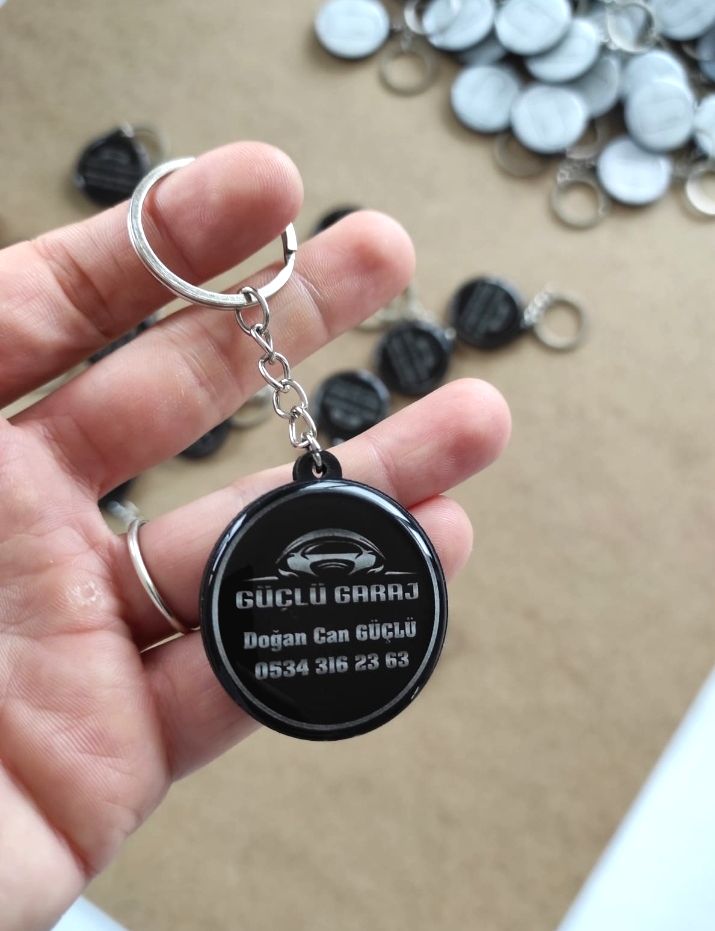 GÜÇLÜ GARAJ
Doğan Can GÜÇLÜ
0534 316 23 63